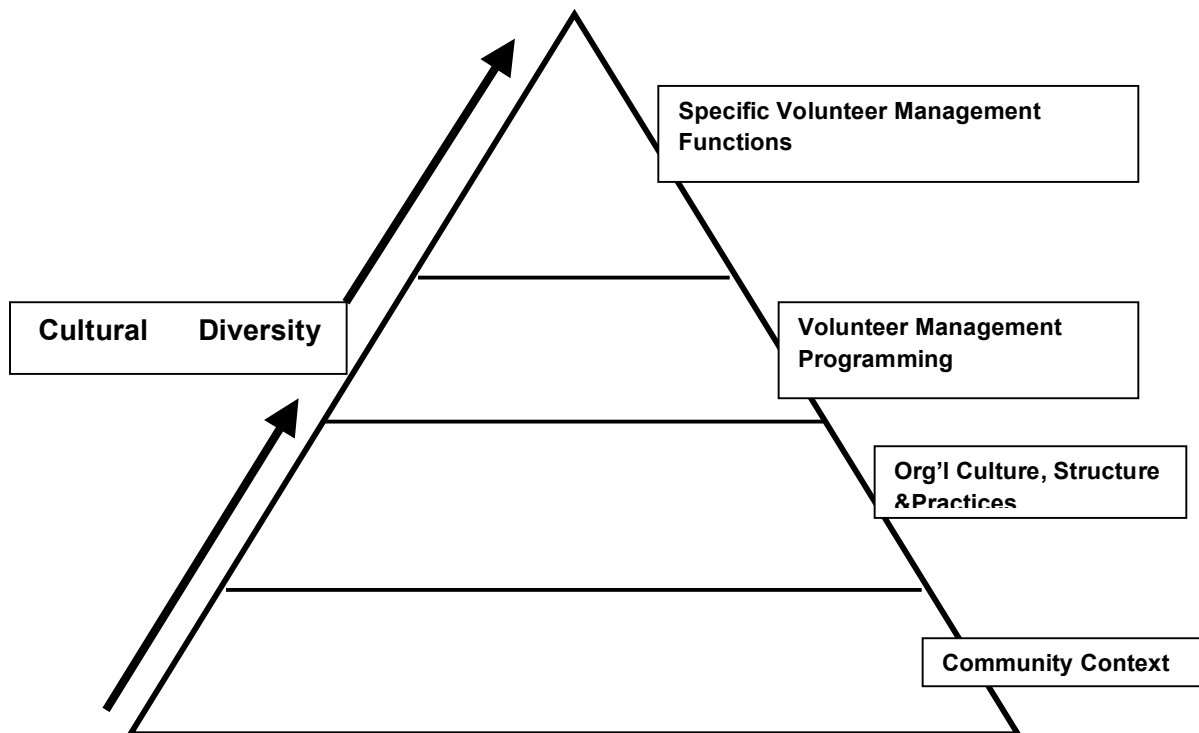 Specific Volunteer Management
Functions
Cultural Diversity
Volunteer Management
Programming
Org'l Culture, Structure
&Practices
Community Context